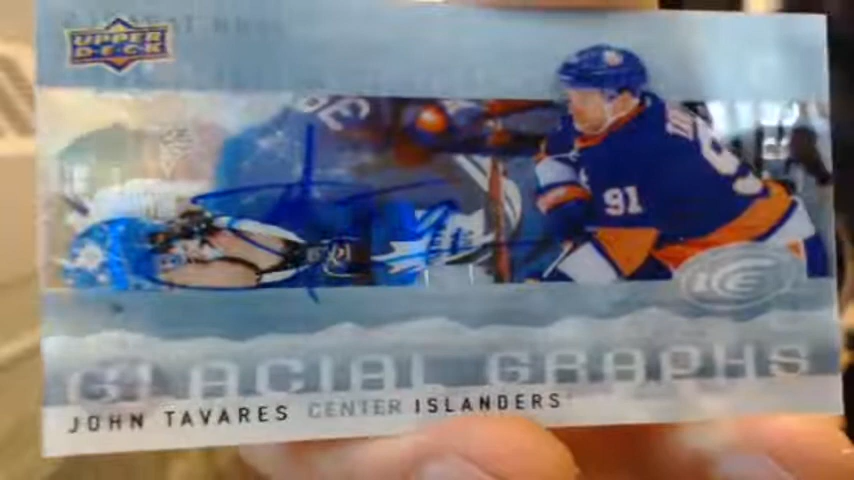 UPPER
DECK
91
ICE
GLACIAL GRAPHS
JOHN TAVARES CENTER ISLANDERS